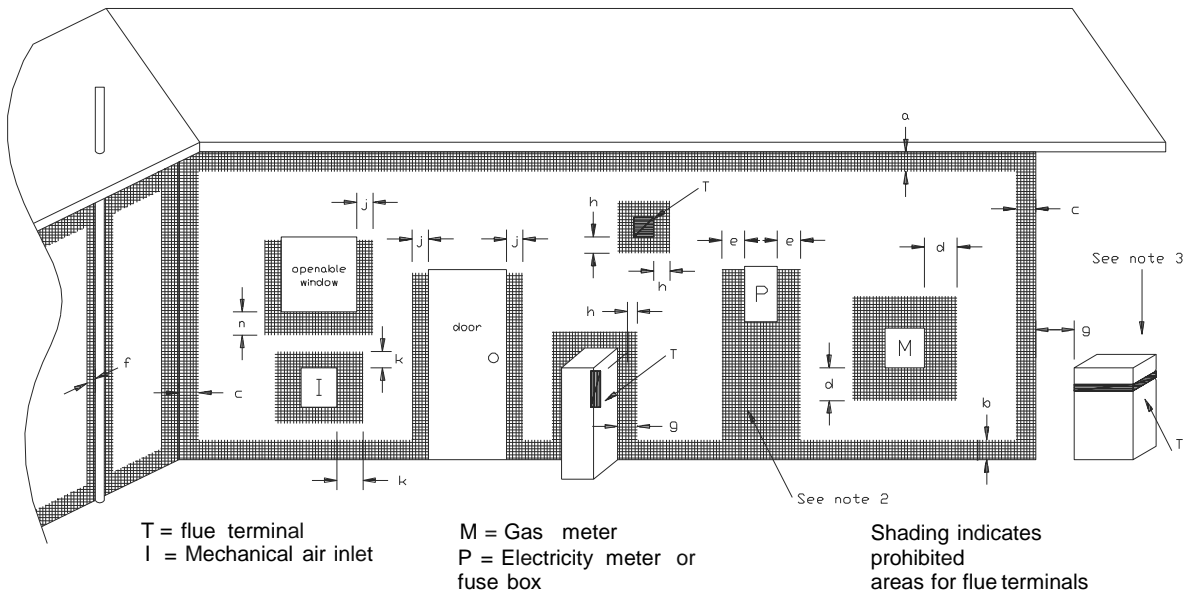 a
j
h
T
c
j
j
e
e
d
See note 3
openable
window
P
h
door
n
h
k
M
g
T
f
c
I
d
g
b
T
k
See note 2
T = flue terminal
I = Mechanical air inlet
M = Gas meter
P = Electricity meter or
fuse box
Shading indicates
prohibited
areas for flue terminals